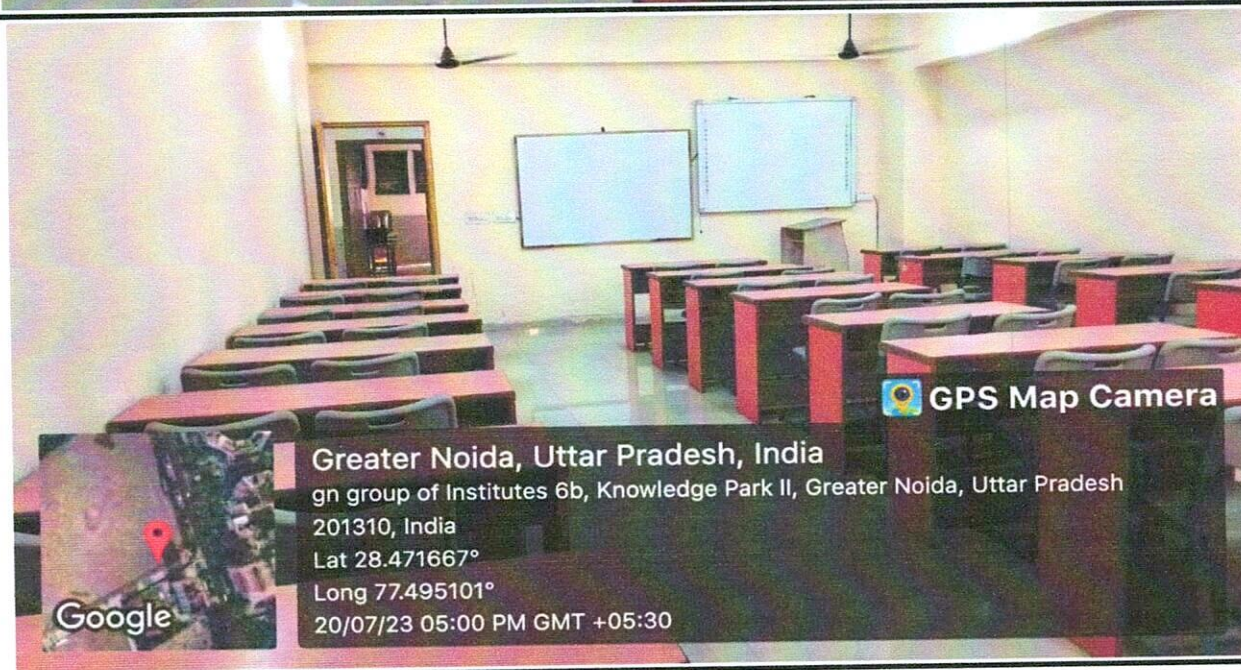 GPS Map Camera
Greater Noida, Uttar Pradesh, India
gn group of Institutes 6b, Knowledge Park II, Greater Noida, Uttar Pradesh
201310, India
Lat 28.471667°
Long 77.495101°
20/07/23 05:00 PM GMT +05:30
Google